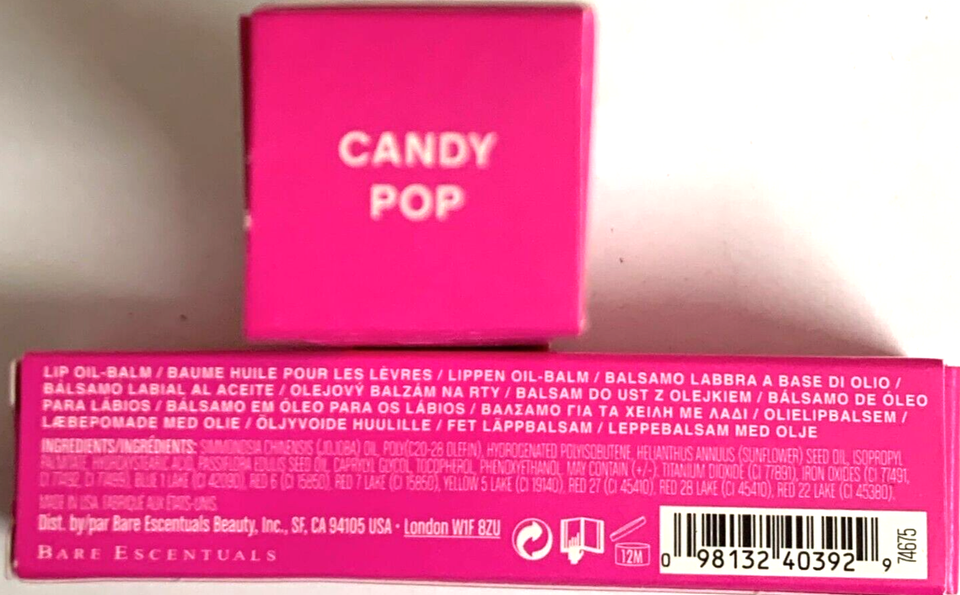 CANDY
POP
LIP OIL-BALM / BAUME HUILE POUR LES LÈVRES / LIPPEN OIL-BALM / BALSAMO LABBRA A BASE DI OLIO /
BÁLSAMO LABIAL AL ACEITE / OLEJOVÝ BALZÁM NA RTY / BALSAM DO UST Z OLEJKIEM / BÁLSAMO DE ÓLEO
PARA LÁBIOS / BÁLSAMO EM ÓLEO PARA OS LÁBIOS / ΒΑΛΣΑΜΟ ΓΙΑ ΤΑ ΧΕΙΛΗ ΜΕ ΛΑΔΙ / OLIELIPBALSEM /
LÆBEPOMADE MED OLIE / ÖLJYVOIDE HUULILLE / FET LÄPPBALSAM / LEPPEBALSAM MED OLJE
INGREDIENTS/INGRÉDIENTS: SIMMONDSIA CHINENSIS (JOJOBA) OIL, POLY(C20-28 OLEFIN), HYDROGENATED POLYISOBUTENE, HELIANTHUS ANNUUS (SUNFLOWER) SEED OIL, ISOPROPYL
PALMITATE, HYDROXYSTEARIC ACID, PASSIFLORA EDULIS SEED OIL, CAPRYLYL GLYCOL, TOCOPHEROL, PHENOXYETHANOL. MAY CONTAIN (+/-): TITANIUM DIOXIDE (CI 77891), IRON OXIDES (CI 77491,
CI 77492, CI 77499), BLUE 1 LAKE (CI 42090), RED 6 (CI 15850), RED 7 LAKE (CI 15850), YELLOW 5 LAKE (CI 19140), RED 27 (CI 45410), RED 28 LAKE (CI 45410), RED 22 LAKE (CI 45380).
MADE IN USA. FABRIQUÉ AUX ÉTATS-UNIS.
Dist. by/par Bare Escentuals Beauty, Inc., SF, CA 94105 USA • London W1F 8ZU
BARE ESCENTUALS
12M
0 98132 40392 9
74675